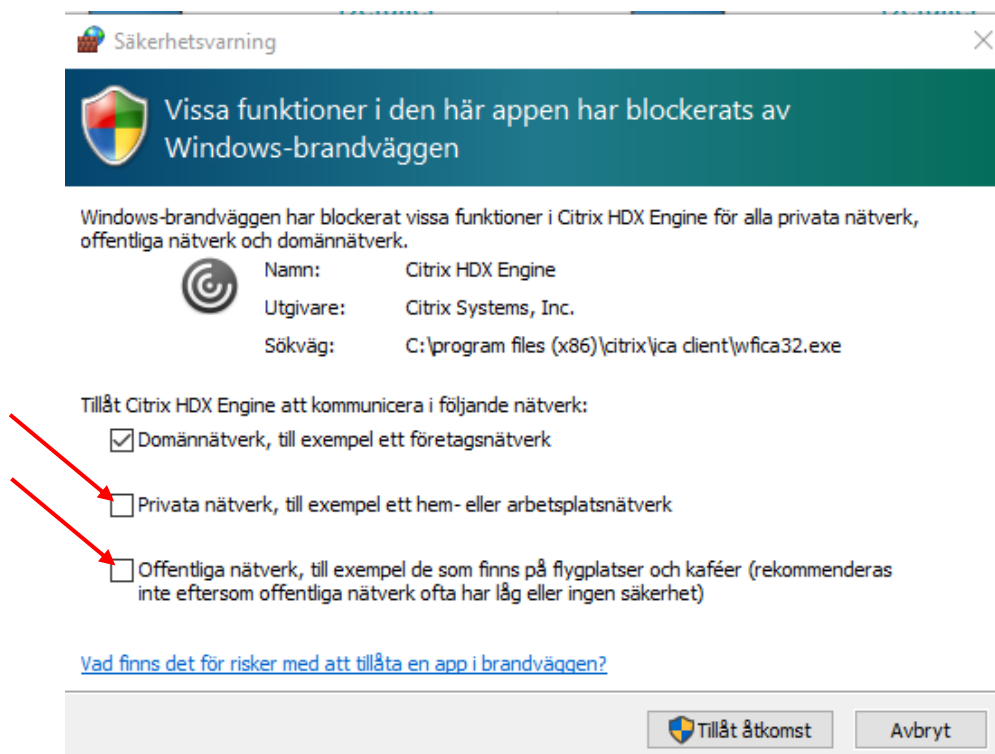 Säkerhetsvarning
Vissa funktioner i den här appen har blockerats av
Windows-brandväggen
Windows-brandväggen har blockerat vissa funktioner i Citrix HDX Engine för alla privata nätverk,
offentliga nätverk och domännätverk.
Namn: Citrix HDX Engine
Utgivare: Citrix Systems, Inc.
Sökväg: C:\program files (x86)\citrix\ica client\wfica32.exe
Tillåt Citrix HDX Engine att kommunicera i följande nätverk:
Domännätverk, till exempel ett företagsnätverk
Privata nätverk, till exempel ett hem- eller arbetsplatsnätverk
Offentliga nätverk, till exempel de som finns på flygplatser och kaféer (rekommenderas
inte eftersom offentliga nätverk ofta har låg eller ingen säkerhet)
Vad finns det för risker med att tillåta en app i brandväggen?
Tillåt åtkomst Avbryt